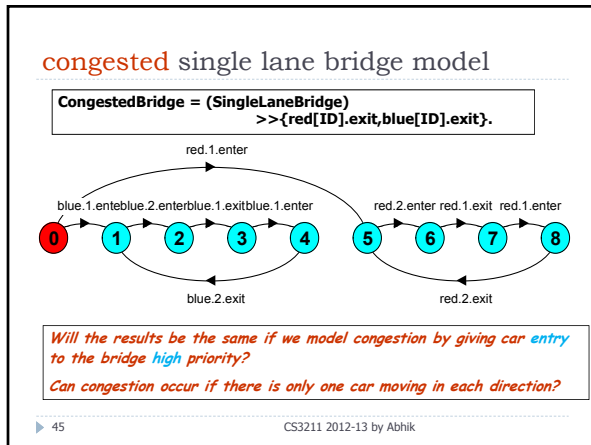 congested single lane bridge model
CongestedBridge = (SingleLaneBridge)
>>{red[ID].exit,blue[ID].exit}.
red.1.enter
blue.1.enteblue.2.enterblue.1.exitblue.1.enter
red.2.enter red.1.exit red.1.enter
0 1 2 3 4 5 6 7 8
blue.2.exit
red.2.exit
Will the results be the same if we model congestion by giving car entry
to the bridge high priority?
Can congestion occur if there is only one car moving in each direction?
45
CS3211 2012-13 by Abhik